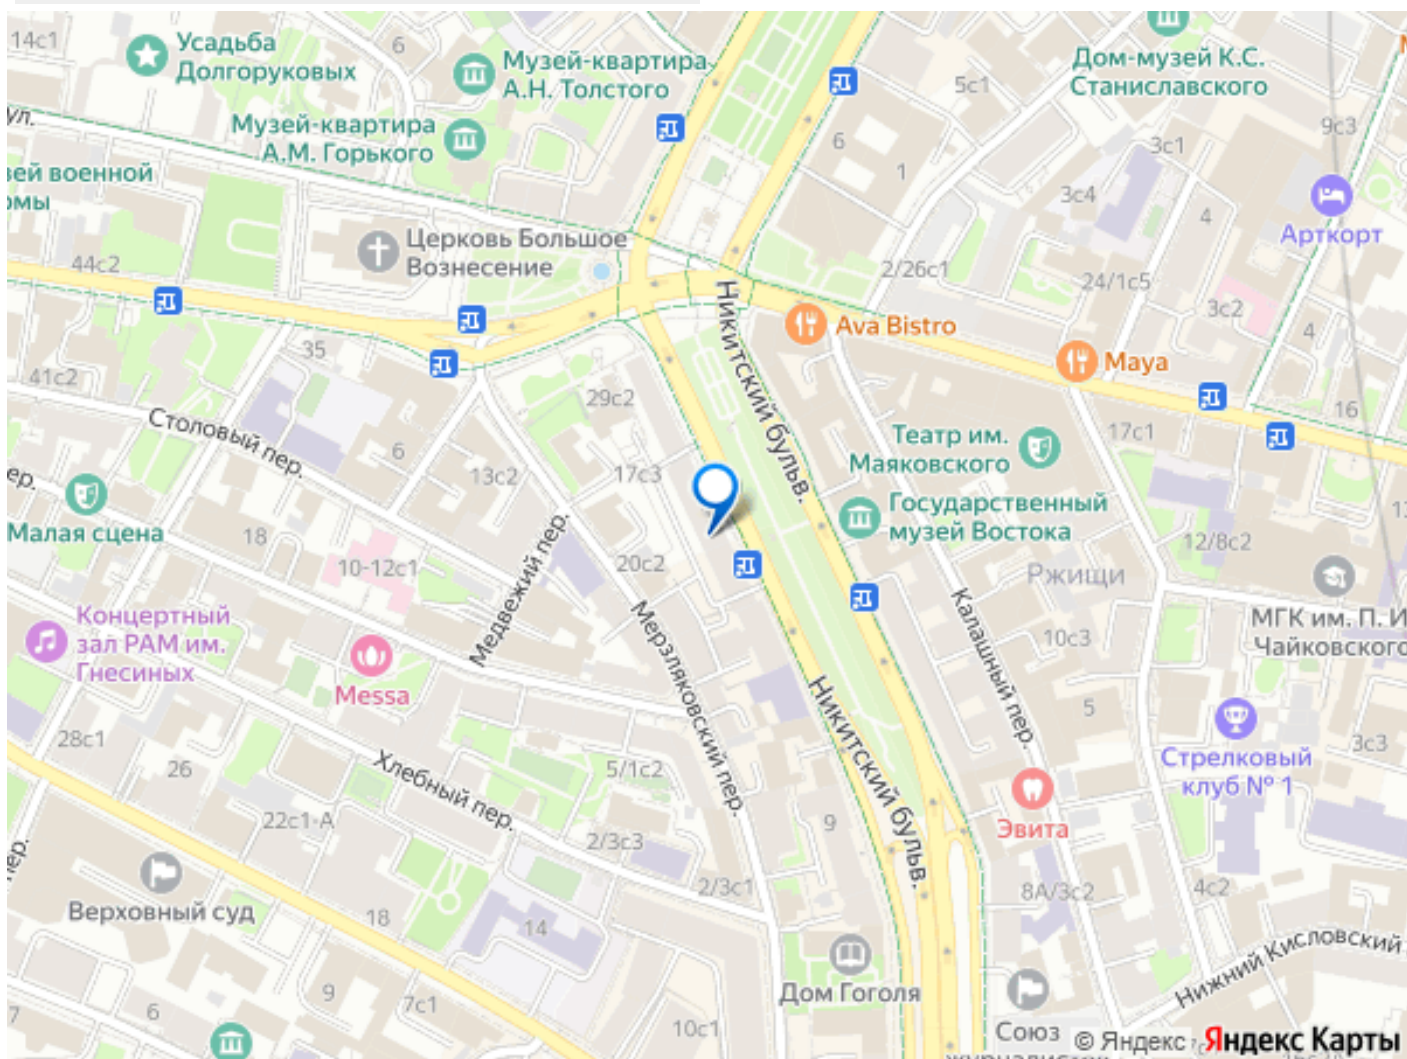 14с1
Усадьба
Долгоруковых
6
Музей-квартира
А.Н. Толстого
Дом-музей К.С.
Станиславского
5с1
9с3
ул.
Музей-квартира
А.М. Горького
6
1
3с1
3с4
4
зей военной
омы
Арткорт
Церковь Большое
Вознесение
44с2
2/26с1
24/1с5
3с2
4
Никитский бульв.
Ava Bistro
Maya
35
41с2
29с2
16
Столовый пер.
6
Театр им.
Маяковского
17с1
13с2
17с3
ер.
Государственный
музей Востока
Малая сцена
18
12/8с2
10-12с1
Медвежий пер.
20с2
Ржищи
Калашный пер.
Концертный
зал РАМ им.
Гнесиных
Мерзляковский пер.
10с3
МГК им. П. И
Чайковского
Messa
Никитский бульв.
5
28с1
26
Хлебный пер.
5/1с2
Стрелковый
клуб № 1
3с3
22с1-А
2/3с3
9
Эвита
пер.
Верховный суд
18
2/3с1
14
8А/3с2
4с2
Нижний Кисловский
Дом Гоголя
9
7с1
6
7
10с1
Союз
© Яндекс
Яндекс Карты